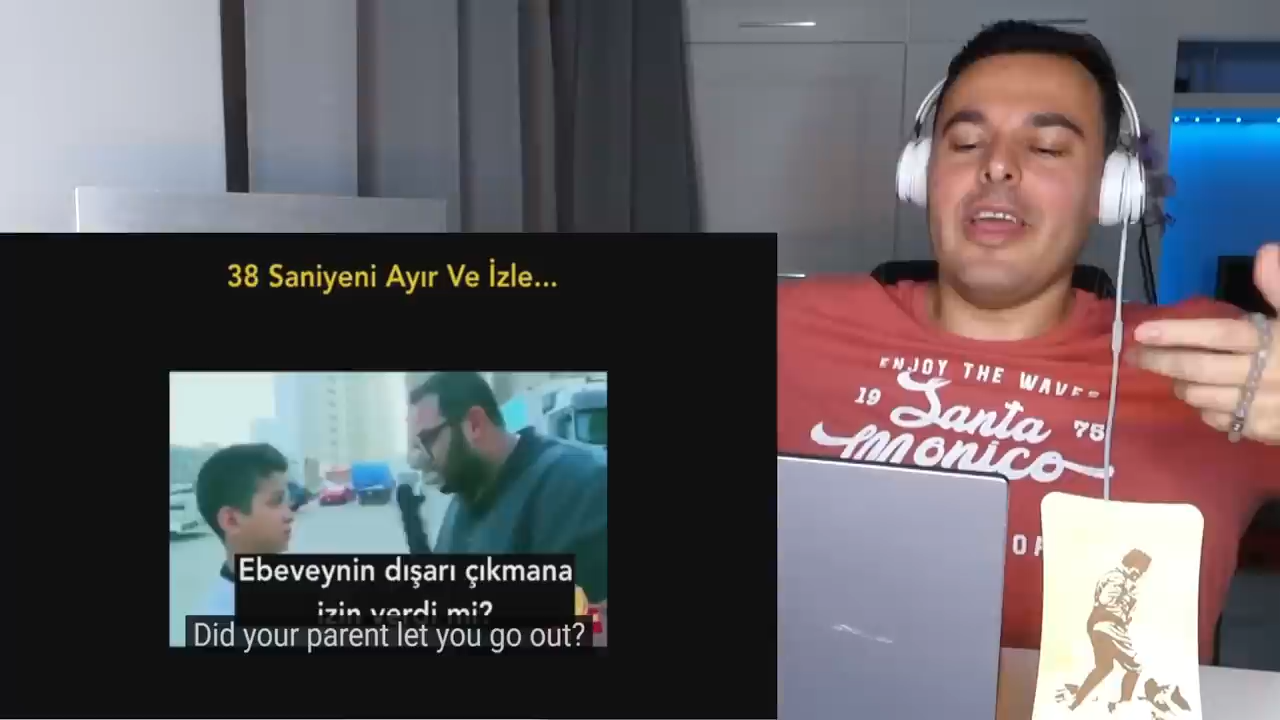 38 Saniyeni Ayır Ve İzle...
Ebeveynin dışarı çıkmana
izin verdi mi?
Did your parent let you go out?
ENJOY THE WAVES
19 75
Santa
Monico